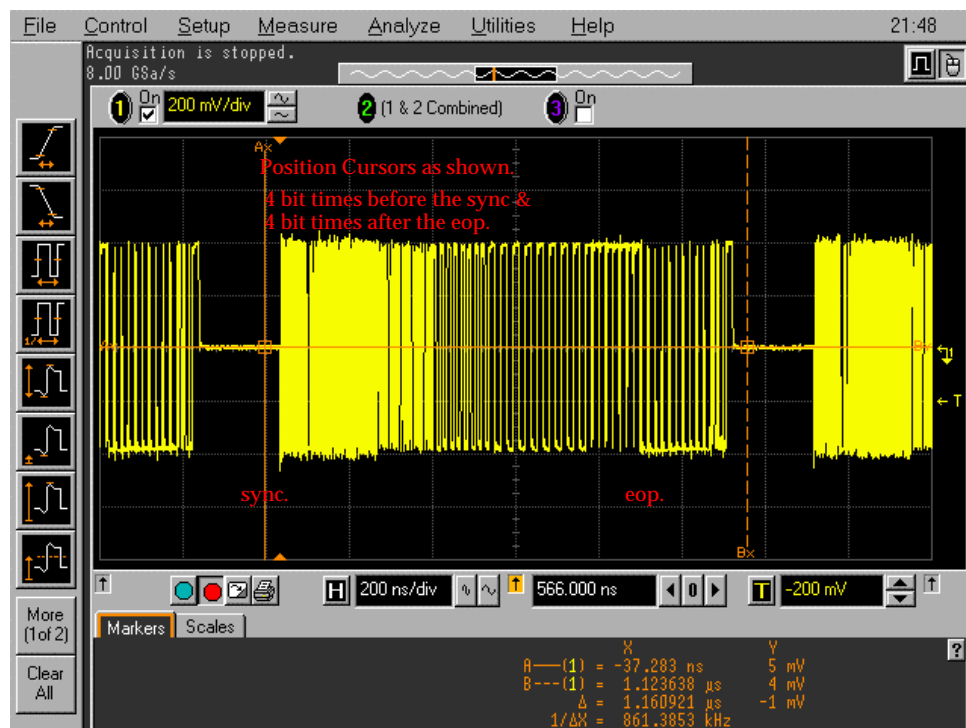 File Control Setup Measure Analyze Utilities Help 21:48
Acquisition is stopped.
8.00 GSa/s
1 On 200 mV/div 2 (1 & 2 Combined) 3 On
Ax
Position Cursors as shown.
4 bit times before the sync &
4 bit times after the eop.
Ay By
1
T
1/
sync. eop.
Bx
H 200 ns/div 566.000 ns 0 T -200 mV
More
(1of 2)
Clear
All
Markers Scales
X Y
A——(1) = -37.283 ns 5 mV
B---(1) = 1.123638 µs 4 mV
Δ = 1.160921 µs -1 mV
1/ΔX = 861.3853 kHz
?